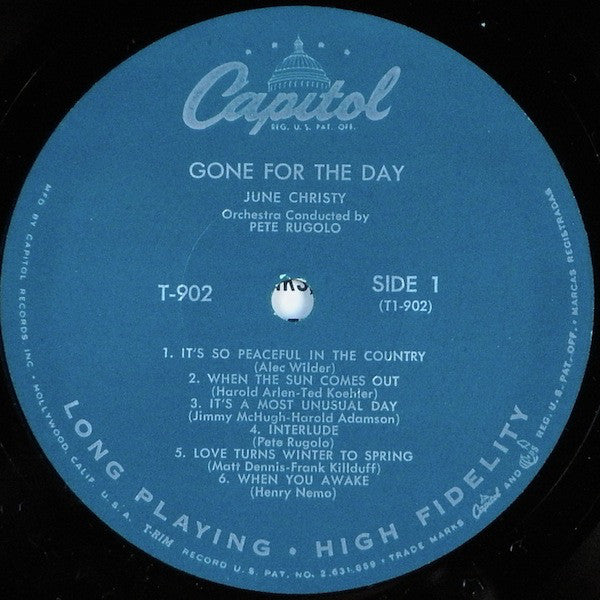 Capitol
REG. U.S. PAT. OFF.
GONE FOR THE DAY
JUNE CHRISTY
Orchestra Conducted by
PETE RUGOLO
T-902
SIDE 1
(T1-902)
1. IT'S SO PEACEFUL IN THE COUNTRY
(Alec Wilder)
2. WHEN THE SUN COMES OUT
(Harold Arlen-Ted Koehler)
3. IT'S A MOST UNUSUAL DAY
(Jimmy McHugh-Harold Adamson)
4. INTERLUDE
(Pete Rugolo)
5. LOVE TURNS WINTER TO SPRING
(Matt Dennis-Frank Killduff)
6. WHEN YOU AWAKE
(Henry Nemo)
LONG PLAYING • HIGH FIDELITY
MFD. BY CAPITOL RECORDS INC. • HOLLYWOOD, CALIF. U.S.A. T-RIM RECORD U.S. PAT. NO. 2,631,859 • TRADE MARKS Capitol AND REG. U.S. PAT. OFF. • MARCAS REGISTRADAS